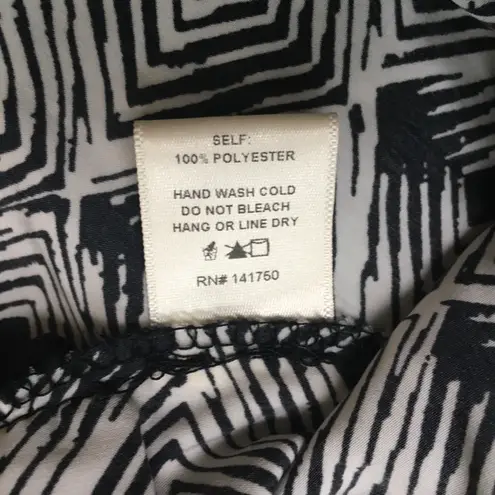 SELF:
100% POLYESTER
HAND WASH COLD
DO NOT BLEACH
HANG OR LINE DRY
RN# 141750